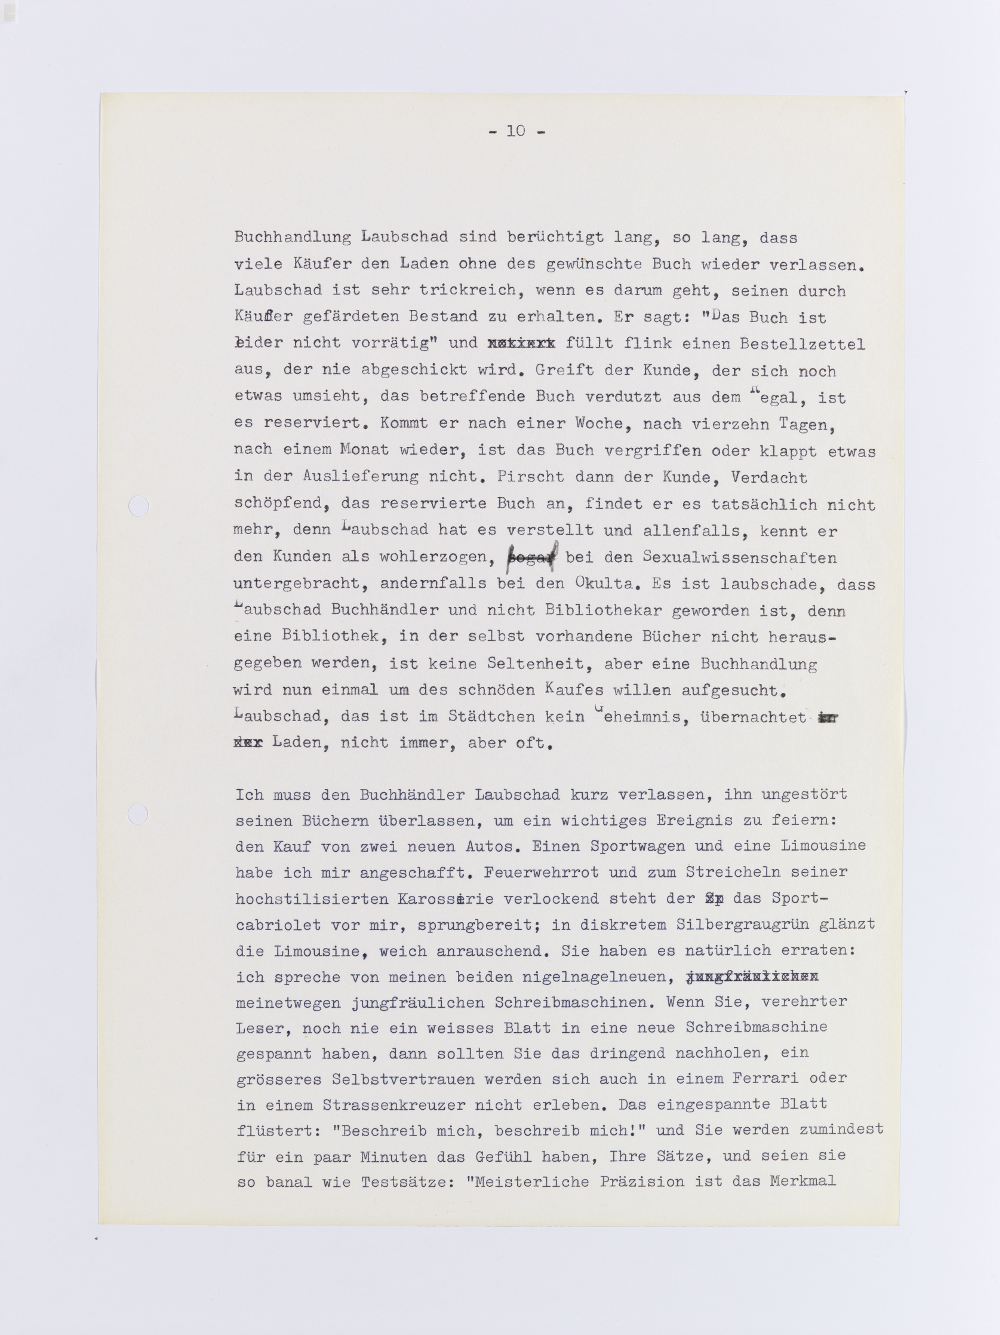 - 10 -
Buchhandlung Laubschad sind berüchtigt lang, so lang, dass
viele Käufer den Laden ohne des gewünschte Buch wieder verlassen.
Laubschad ist sehr trickreich, wenn es darum geht, seinen durch
Käufer gefärdeten Bestand zu erhalten. Er sagt: "Das Buch ist
leider nicht vorrätig" und notiert füllt flink einen Bestellzettel
aus, der nie abgeschickt wird. Greift der Kunde, der sich noch
etwas umsieht, das betreffende Buch verdutzt aus dem Regal, ist
es reserviert. Kommt er nach einer Woche, nach vierzehn Tagen,
nach einem Monat wieder, ist das Buch vergriffen oder klappt etwas
in der Auslieferung nicht. Pirscht dann der Kunde, Verdacht
schöpfend, das reservierte Buch an, findet er es tatsächlich nicht
mehr, denn Laubschad hat es verstellt und allenfalls, kennt er
den Kunden als wohlerzogen, sogar bei den Sexualwissenschaften
untergebracht, andernfalls bei den Okulta. Es ist laubschade, dass
Laubschad Buchhändler und nicht Bibliothekar geworden ist, denn
eine Bibliothek, in der selbst vorhandene Bücher nicht heraus-
gegeben werden, ist keine Seltenheit, aber eine Buchhandlung
wird nun einmal um des schnöden Kaufes willen aufgesucht.
Laubschad, das ist im Städtchen kein Geheimnis, übernachtet
Laden, nicht immer, aber oft.
Ich muss den Buchhändler Laubschad kurz verlassen, ihn ungestört
seinen Büchern überlassen, um ein wichtiges Ereignis zu feiern:
den Kauf von zwei neuen Autos. Einen Sportwagen und eine Limousine
habe ich mir angeschafft. Feuerwehrrot und zum Streicheln seiner
hochstilisierten Karosserie verlockend steht der Sp das Sport-
cabriolet vor mir, sprungbereit; in diskretem Silbergraugrün glänzt
die Limousine, weich anrauschend. Sie haben es natürlich erraten:
ich spreche von meinen beiden nigelnagelneuen, jungfräulichen
meinetwegen jungfräulichen Schreibmaschinen. Wenn Sie, verehrter
Leser, noch nie ein weisses Blatt in eine neue Schreibmaschine
gespannt haben, dann sollten Sie das dringend nachholen, ein
grösseres Selbstvertrauen werden sich auch in einem Ferrari oder
in einem Strassenkreuzer nicht erleben. Das eingespannte Blatt
flüstert: "Beschreib mich, beschreib mich!" und Sie werden zumindest
für ein paar Minuten das Gefühl haben, Ihre Sätze, und seien sie
so banal wie Testsätze: "Meisterliche Präzision ist das Merkmal